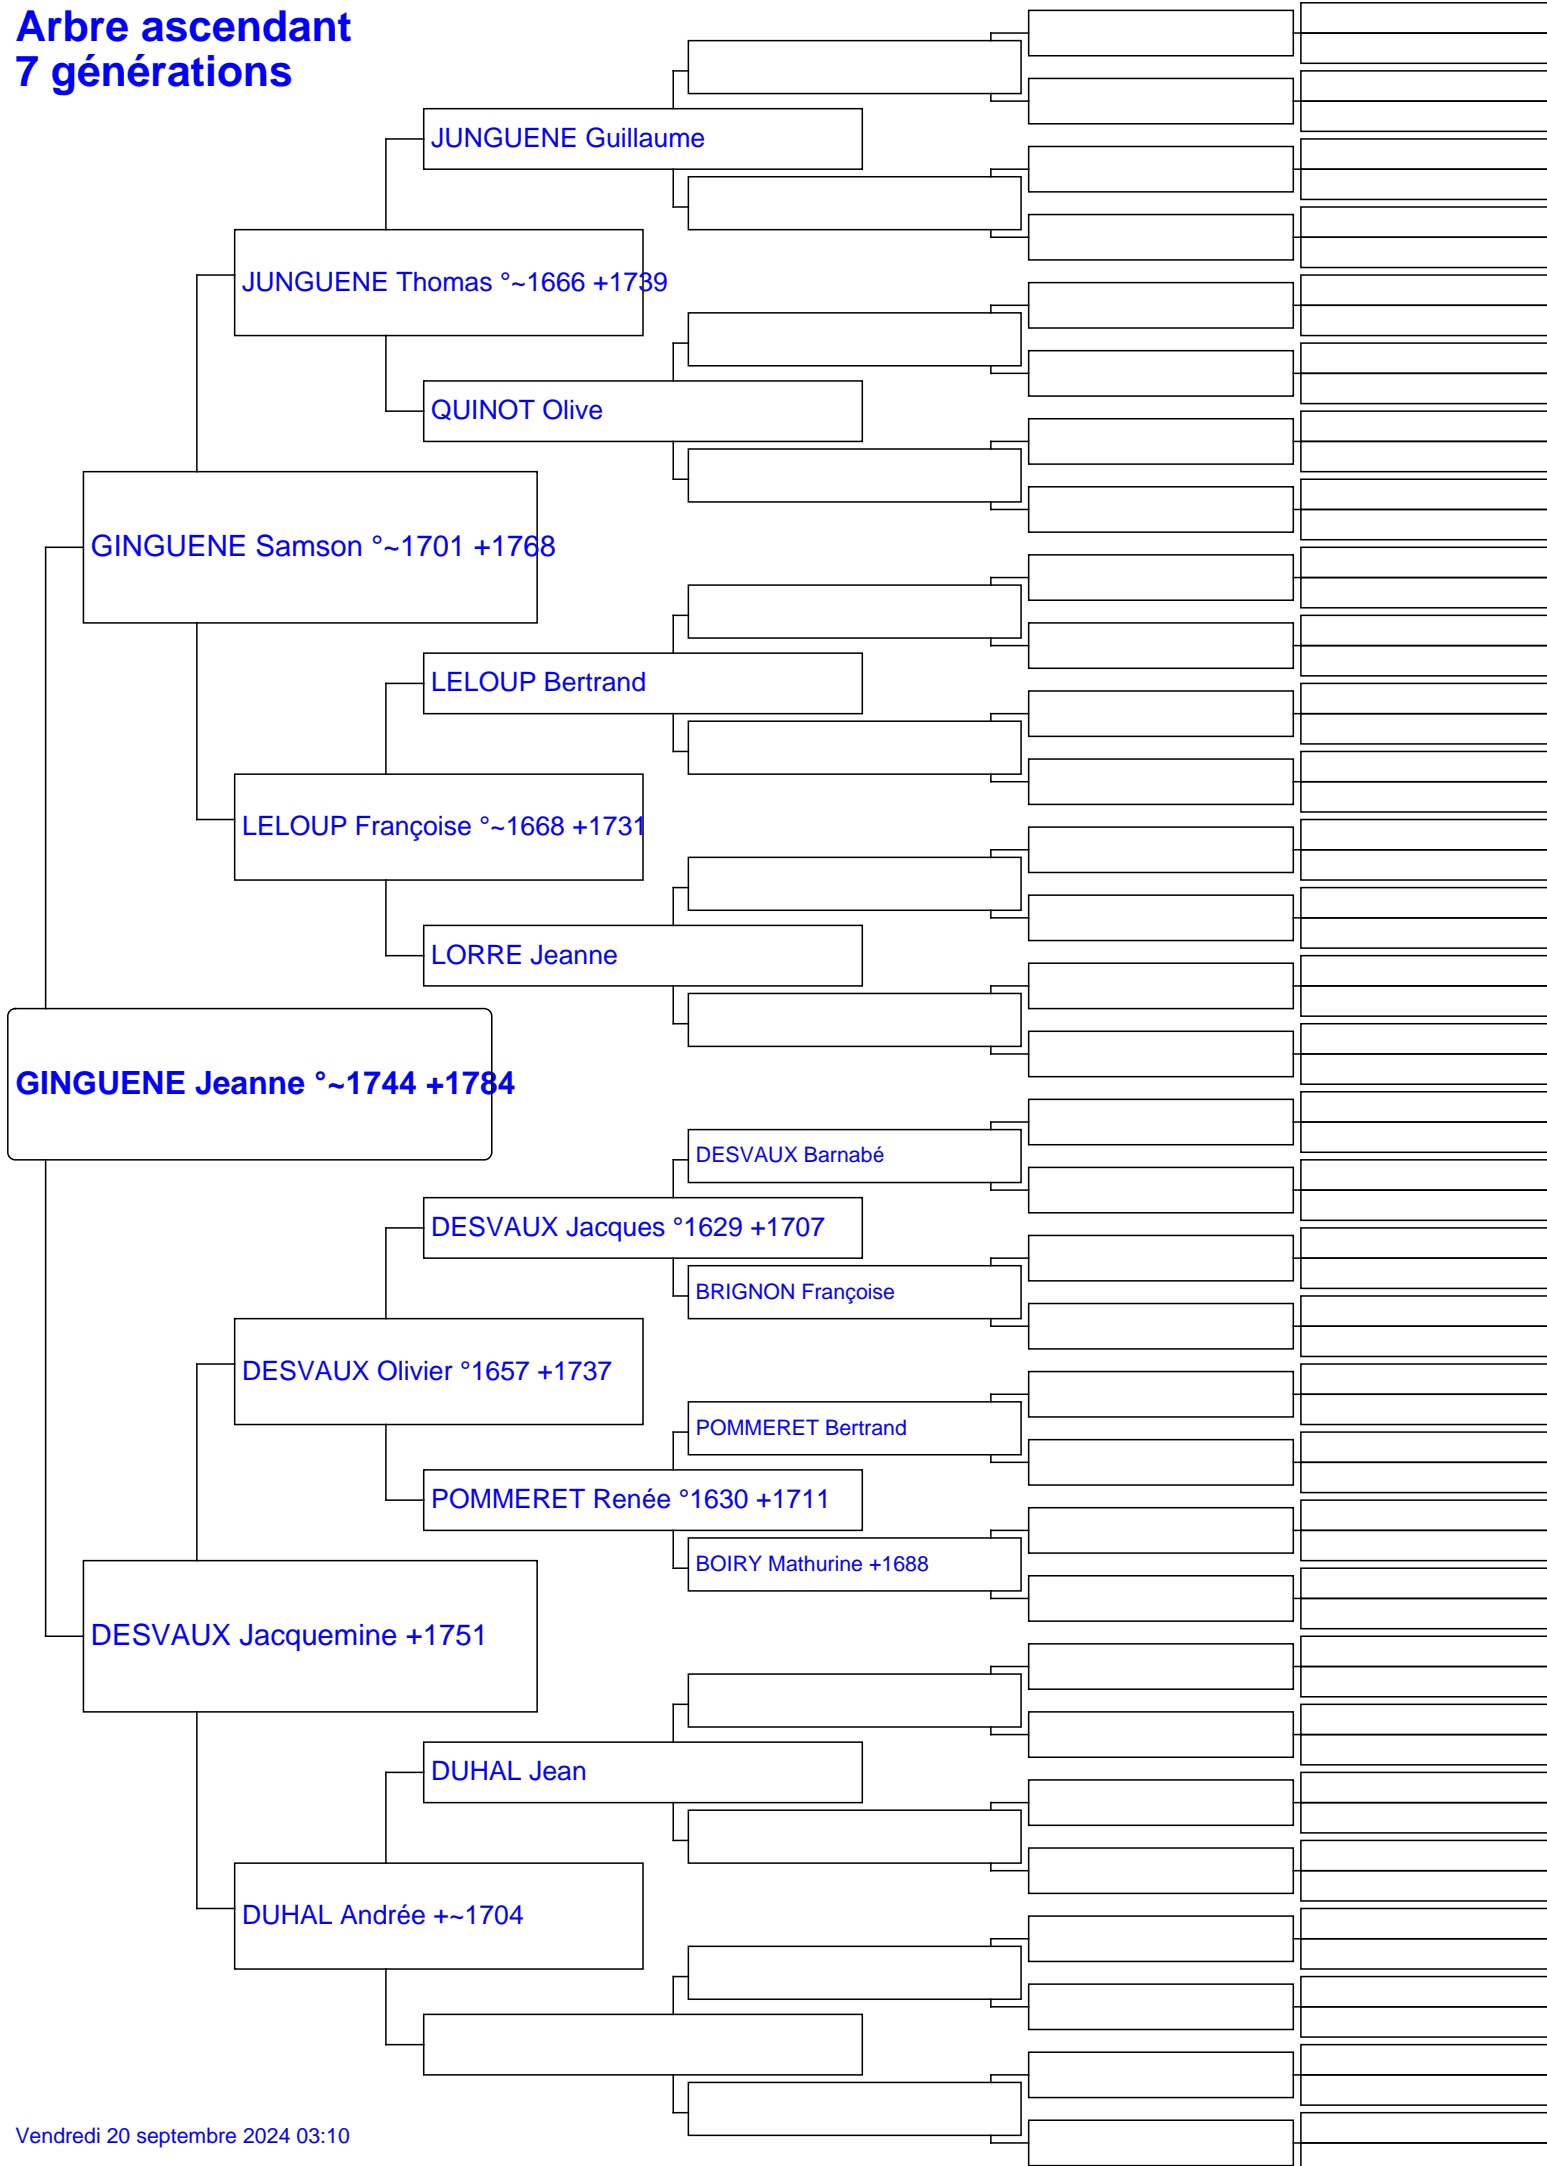 Arbre ascendant
7 générations
JUNGUENE Guillaume
JUNGUENE Thomas °~1666 +1739
QUINOT Olive
GINGUENE Samson °~1701 +1768
LELOUP Bertrand
LELOUP Françoise °~1668 +1731
LORRE Jeanne
GINGUENE Jeanne °~1744 +1784
DESVAUX Barnabé
DESVAUX Jacques °1629 +1707
BRIGNON Françoise
DESVAUX Olivier °1657 +1737
POMMERET Bertrand
POMMERET Renée °1630 +1711
BOIRY Mathurine +1688
DESVAUX Jacquemine +1751
DUHAL Jean
DUHAL Andrée +~1704
Vendredi 20 septembre 2024 03:10